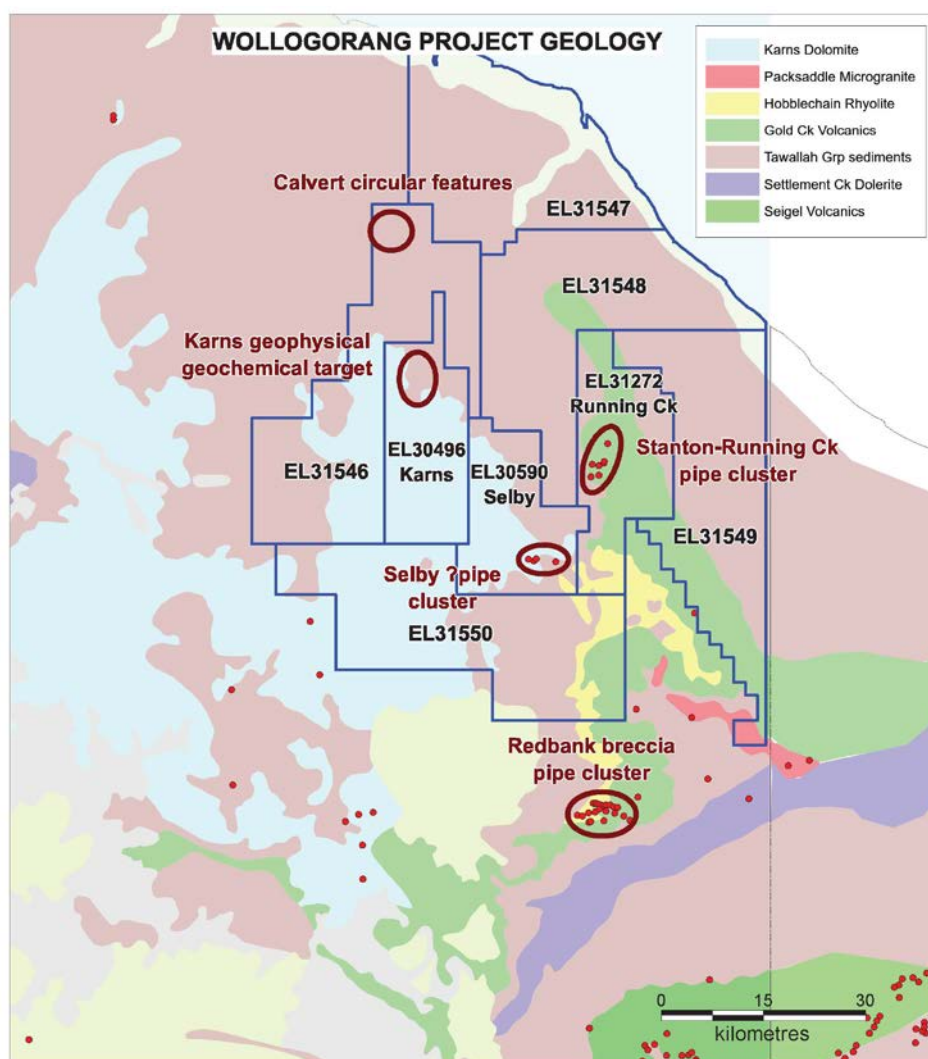 WOLLOGORANG PROJECT GEOLOGY
Karns Dolomite
Packsaddle Microgranite
Hobblechain Rhyolite
Gold Ck Volcanics
Tawallah Grp sediments
Settlement Ck Dolerite
Seigel Volcanics
Calvert circular features
EL31547
EL31548
Karns geophysical
geochemical target
EL31272
Running Ck
Stanton-Running Ck
pipe cluster
EL31546
EL30496
Karns
EL30590
Selby
EL31549
Selby ?pipe
cluster
EL31550
Redbank breccia
pipe cluster
0 15 30
kilometres